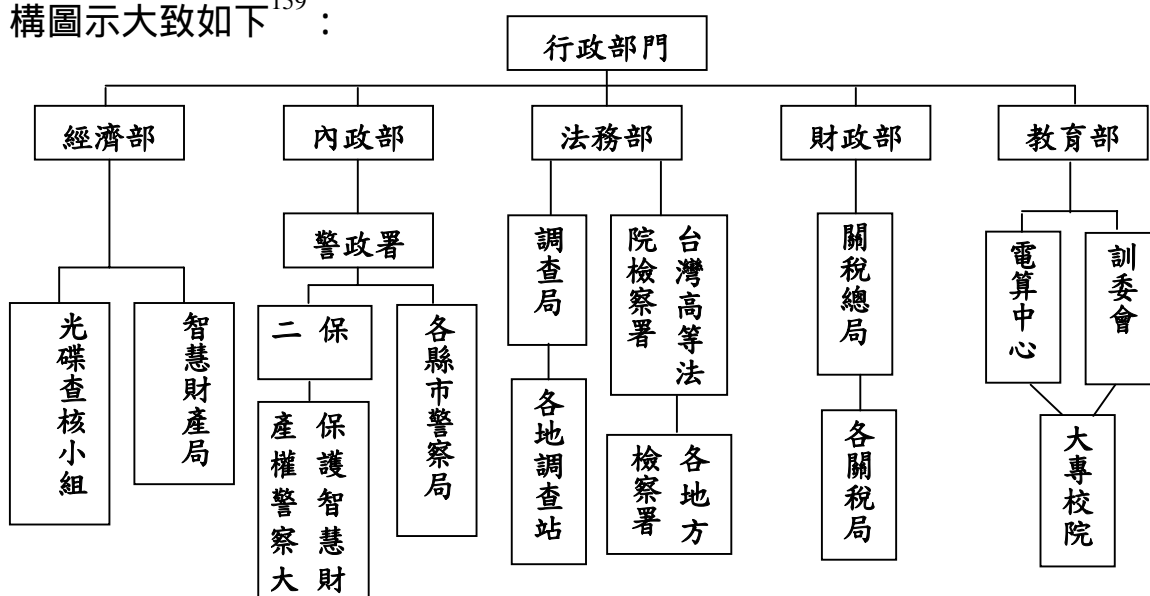 構圖示大致如下159：
行政部門
經濟部
內政部
法務部
財政部
教育部
警政署
光碟查核小組
智慧財產局
保二
保護智慧財
產權警察大
各縣市警察局
調查局
各地調查站
台灣高等法
院檢察署
各地方
檢察署
關稅總局
各關稅局
電算中心
訓委會
大專校院